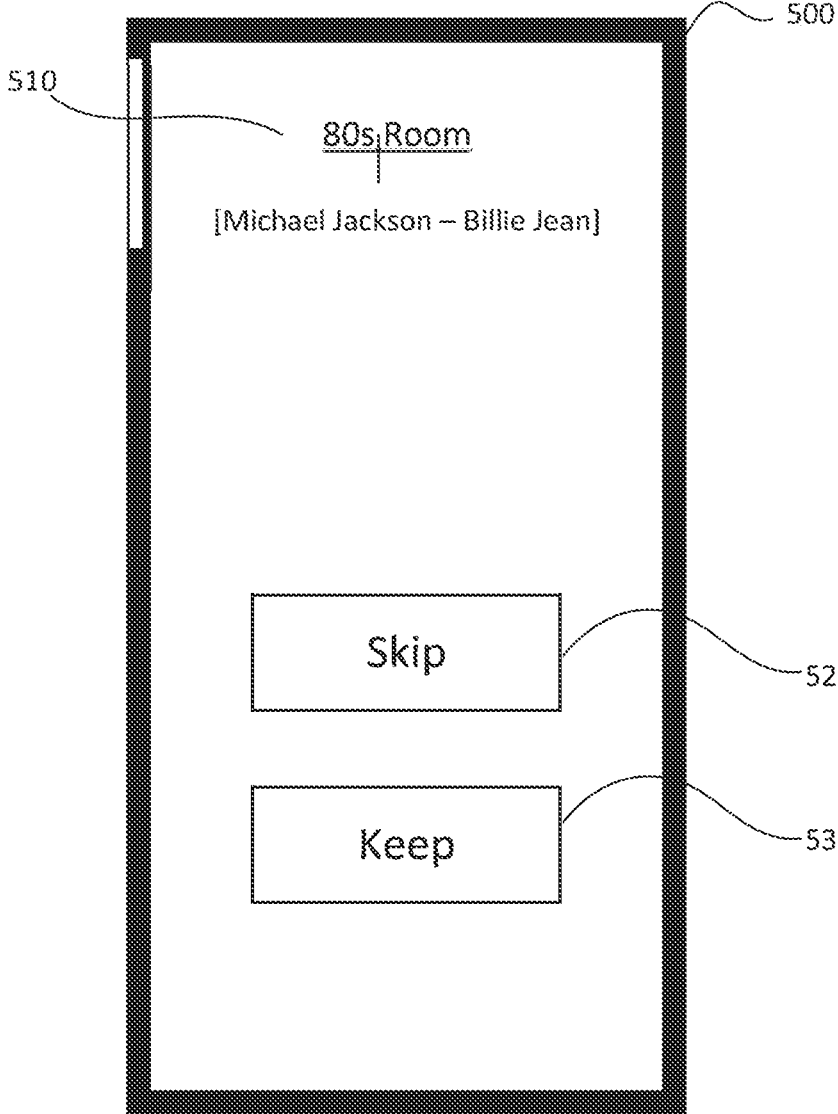 500
510
80s Room
[Michael Jackson – Billie Jean]
Skip
52
Keep
53